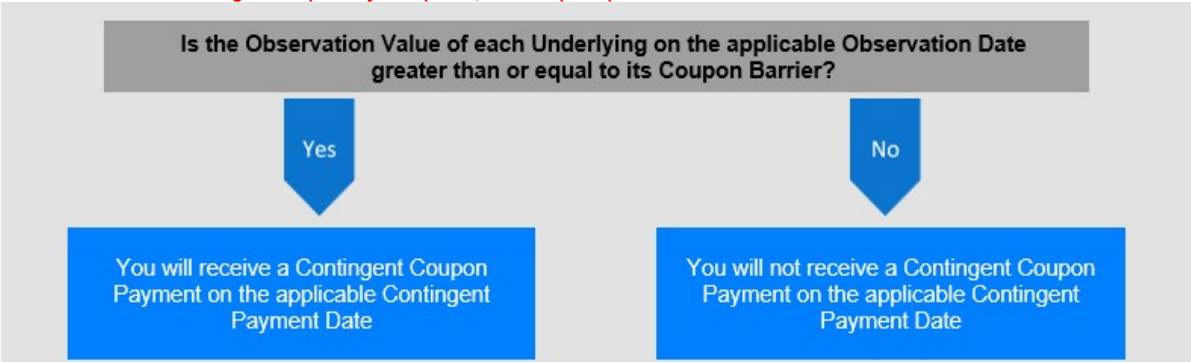 Is the Observation Value of each Underlying on the applicable Observation Date
greater than or equal to its Coupon Barrier?
Yes
No
You will receive a Contingent Coupon
Payment on the applicable Contingent
Payment Date
You will not receive a Contingent Coupon
Payment on the applicable Contingent
Payment Date